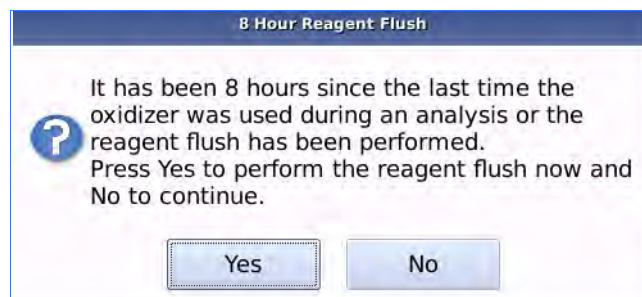 8 Hour Reagent Flush
It has been 8 hours since the last time the
oxidizer was used during an analysis or the
reagent flush has been performed.
Press Yes to perform the reagent flush now and
No to continue.
Yes
No